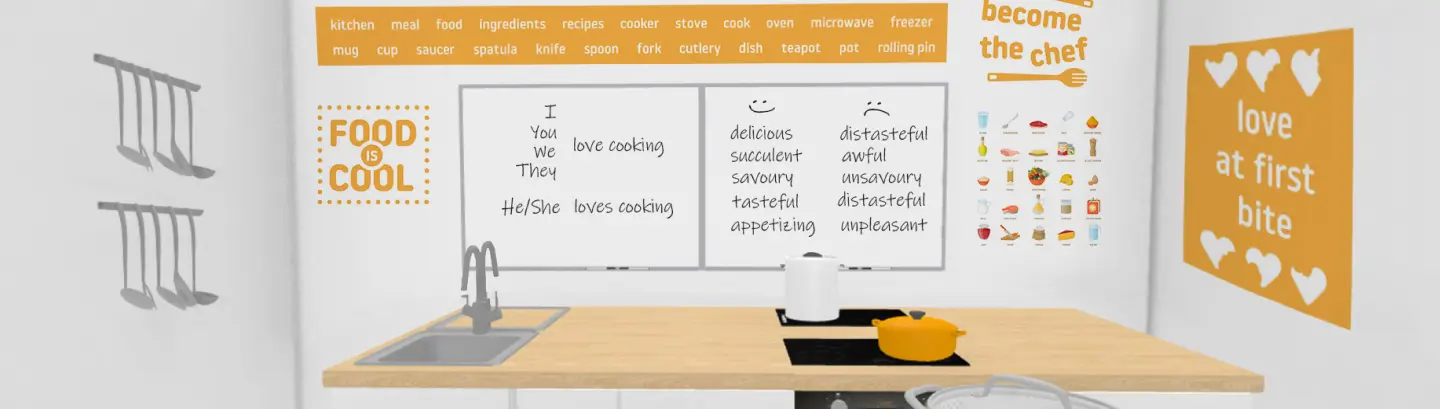 kitchen meal food ingredients recipes cooker stove cook oven microwave freezer
mug cup saucer spatula knife spoon fork cutlery dish teapot pot rolling pin
become
the chef
FOOD
IS
COOL
I
You
We
They
love cooking
He/She loves cooking
delicious
succulent
savoury
tasteful
appetizing
distasteful
awful
unsavoury
distasteful
unpleasant
love
at first
bite